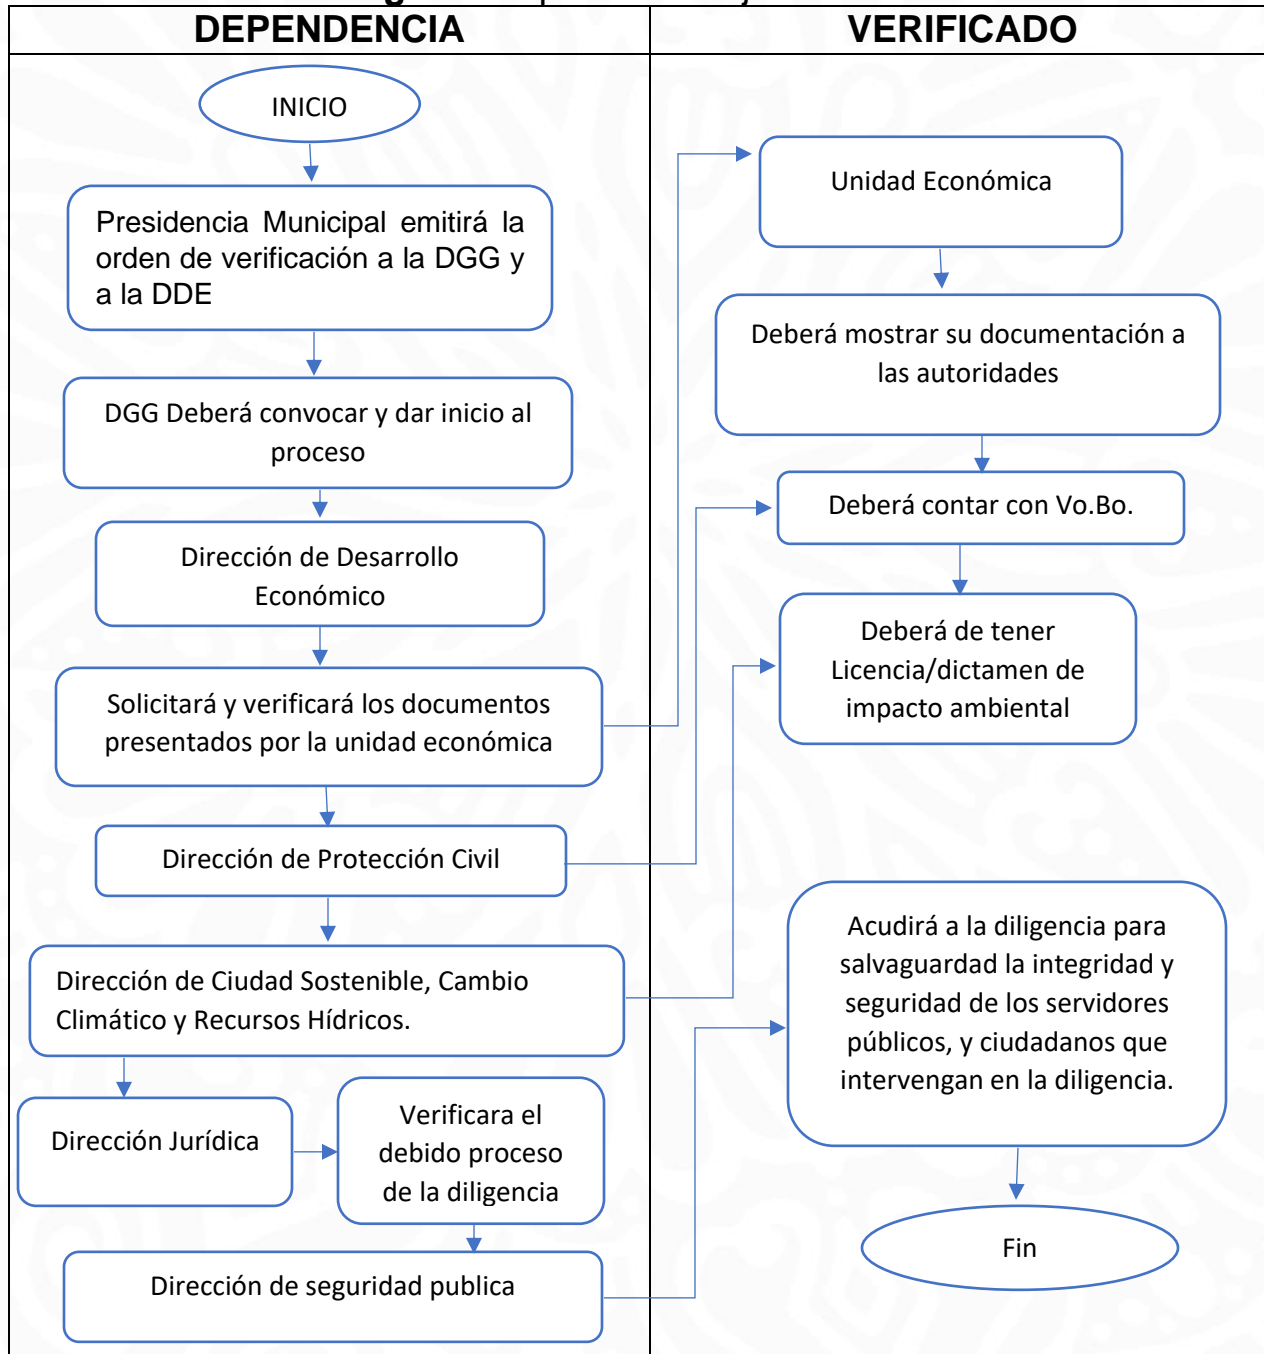 DEPENDENCIA
VERIFICADO
INICIO
Presidencia Municipal emitirá la
orden de verificación a la DGG y
a la DDE
DGG Deberá convocar y dar inicio al
proceso
Dirección de Desarrollo
Económico
Solicitará y verificará los documentos
presentados por la unidad económica
Dirección de Protección Civil
Dirección de Ciudad Sostenible, Cambio
Climático y Recursos Hídricos.
Dirección Jurídica
Verificara el
debido proceso
de la diligencia
Dirección de seguridad publica
Unidad Económica
Deberá mostrar su documentación a
las autoridades
Deberá contar con Vo.Bo.
Deberá de tener
Licencia/dictamen de
impacto ambiental
Acudirá a la diligencia para
salvaguardad la integridad y
seguridad de los servidores
públicos, y ciudadanos que
intervengan en la diligencia.
Fin